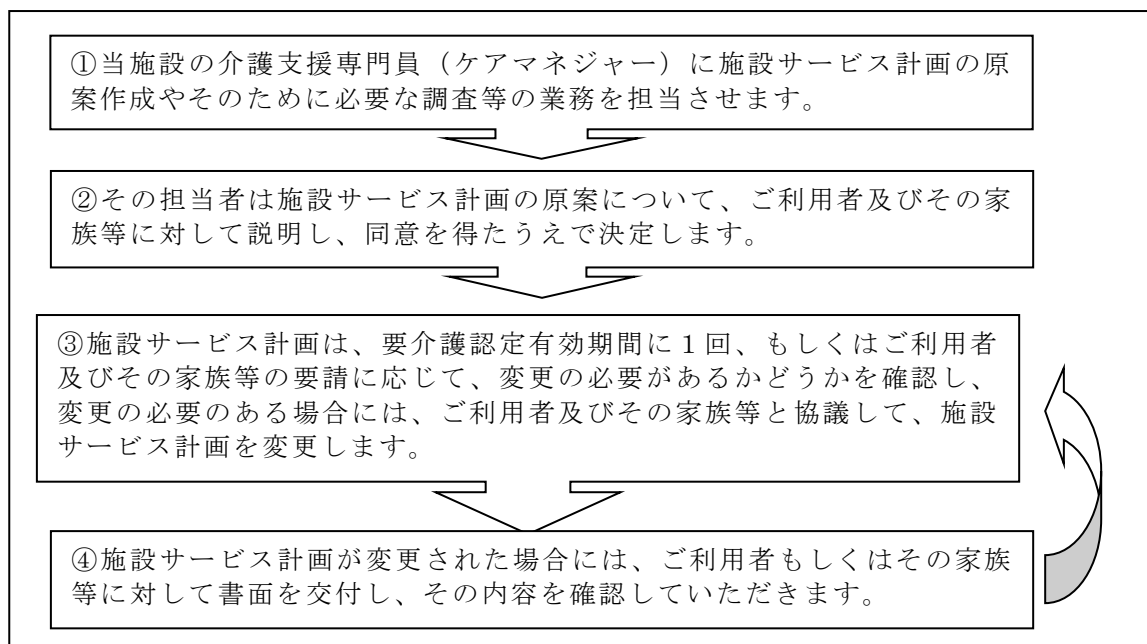 ①当施設の介護支援専門員（ケアマネジャー）に施設サービス計画の原
案作成やそのために必要な調査等の業務を担当させます。
②その担当者は施設サービス計画の原案について、ご利用者及びその家
族等に対して説明し、同意を得たうえで決定します。
③施設サービス計画は、要介護認定有効期間に１回、もしくはご利用者
及びその家族等の要請に応じて、変更の必要があるかどうかを確認し、
変更の必要のある場合には、ご利用者及びその家族等と協議して、施設
サービス計画を変更します。
④施設サービス計画が変更された場合には、ご利用者もしくはその家族
等に対して書面を交付し、その内容を確認していただきます。